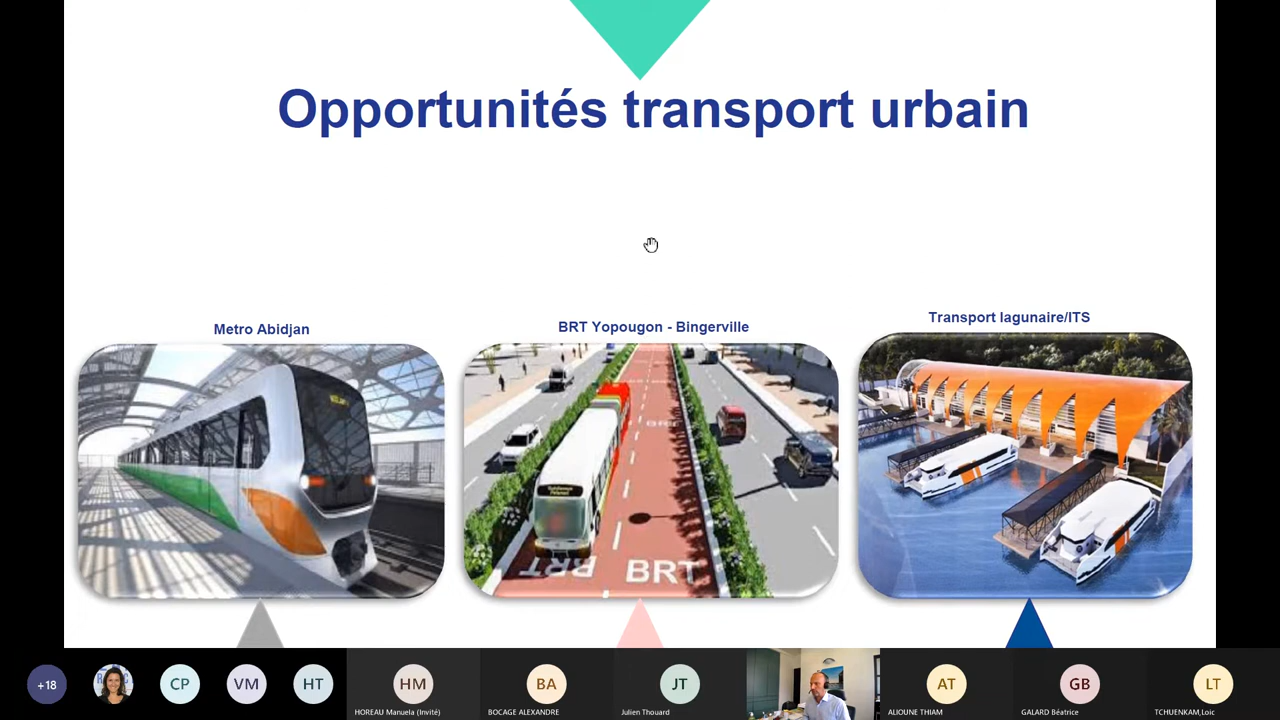 Opportunités transport urbain
Metro Abidjan
BRT Yopougon - Bingerville
Transport lagunaire/ITS
BRT
BRT
+18
CP
VM
HT
HM
BA
JT
AT
GB
LT
HOREAU Manuela (Invité)
BOCAGE ALEXANDRE
Julien Thouard
ALIOUNE THIAM
GALARD Béatrice
TCHUENKAM,Loic